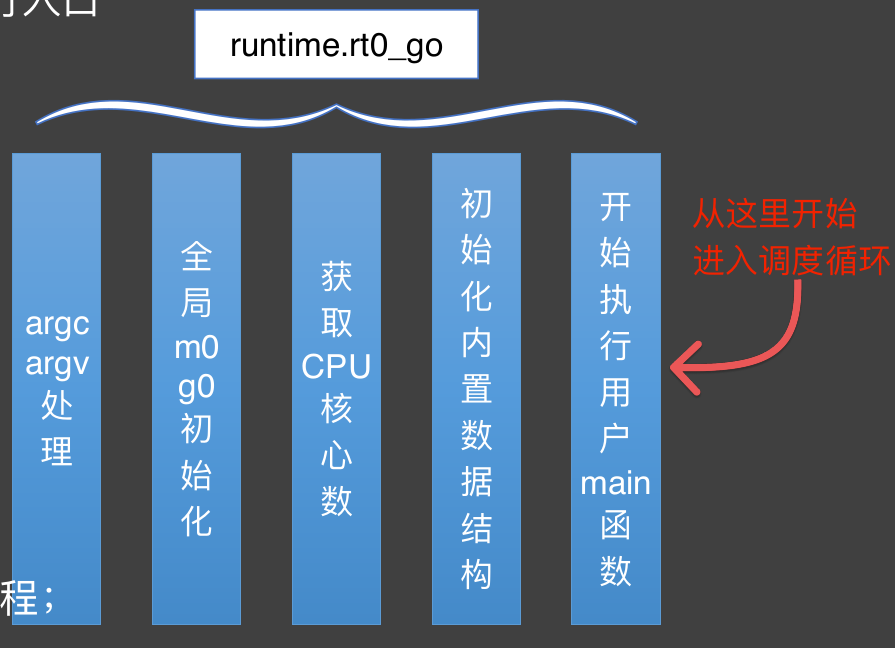 入口
runtime.rt0_go
argc
argv
处
理
全
局
m0
g0
初
始
化
获
取
CPU
核
心
数
初
始
化
内
置
数
据
结
构
开
始
执
行
用
户
main
函
数
从这里开始
进入调度循环
程；